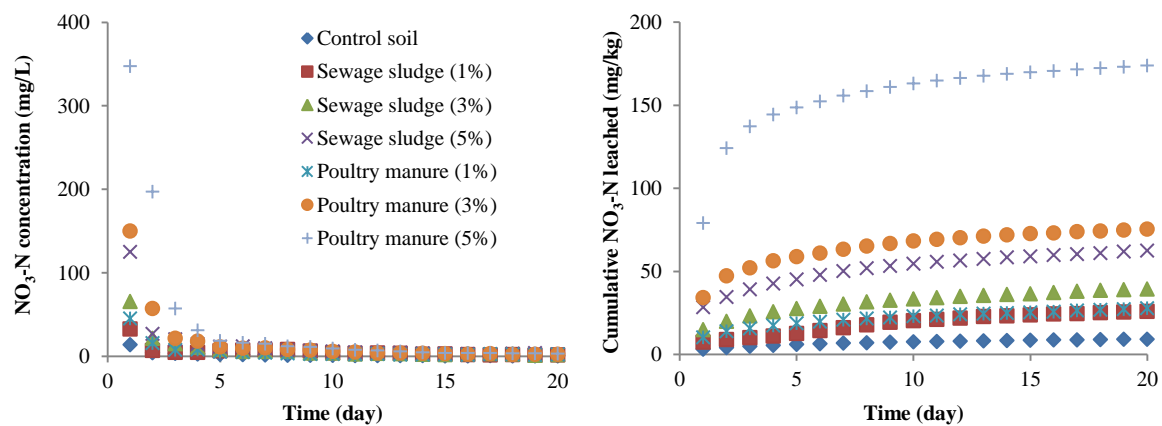 NO3-N concentration (mg/L)
400
300
200
100
0
Control soil
Sewage sludge (1%)
Sewage sludge (3%)
Sewage sludge (5%)
Poultry manure (1%)
Poultry manure (3%)
Poultry manure (5%)
0 5 10 15 20
Time (day)
Cumulative NO3-N leached (mg/kg)
200
150
100
50
0
0 5 10 15 20
Time (day)